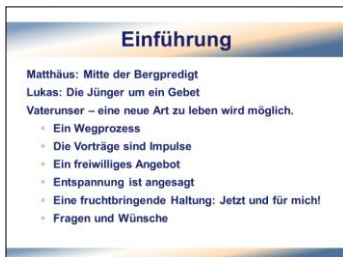 Einführung
Matthäus: Mitte der Bergpredigt
Lukas: Die Jünger um ein Gebet
Vaterunser – eine neue Art zu leben wird möglich.
Ein Wegprozess
Die Vorträge sind Impulse
Ein freiwilliges Angebot
Entspannung ist angesagt
Eine fruchtbringende Haltung: Jetzt und für mich!
Fragen und Wünsche